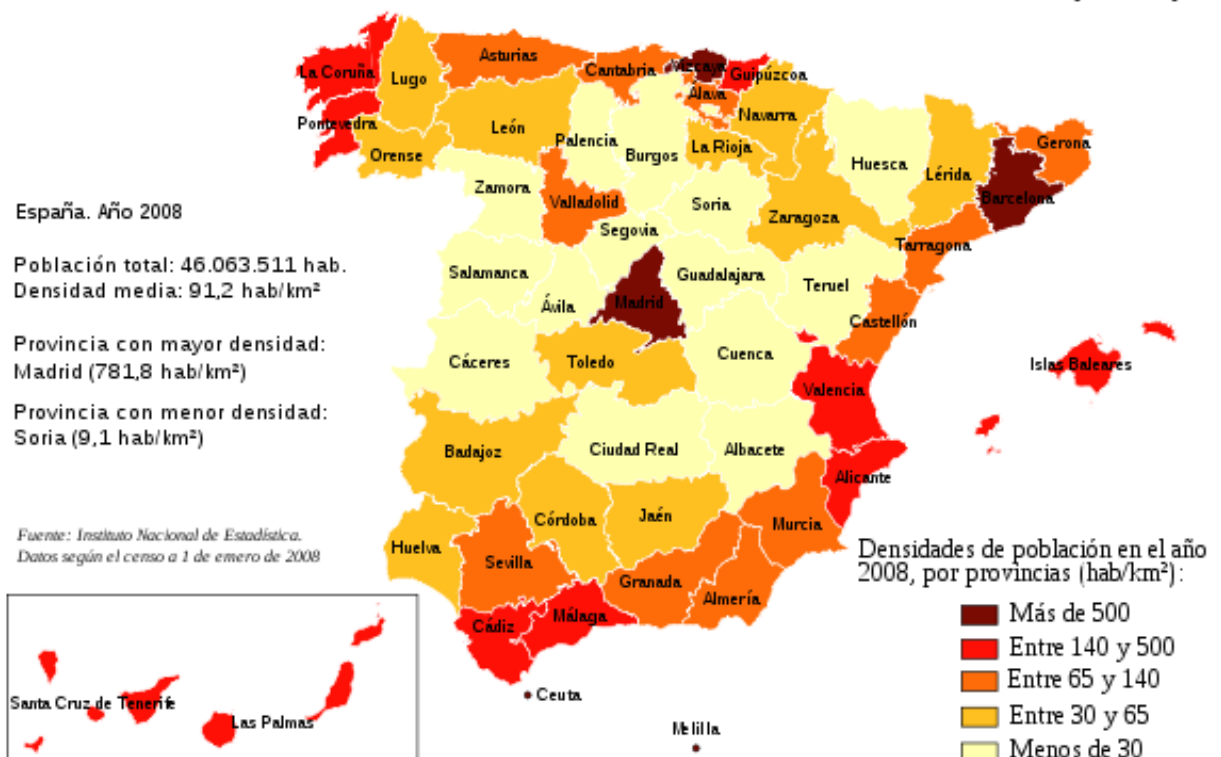 La Coruña
Lugo
Asturias
Cantabria
Vizcaya
Guipúzcoa
Álava
Navarra
Pontevedra
Orense
León
Palencia
Burgos
La Rioja
Huesca
Lérida
Gerona
Barcelona
Zamora
Valladolid
Soria
Zaragoza
Tarragona
Segovia
Salamanca
Ávila
Madrid
Guadalajara
Teruel
Castellón
Cáceres
Toledo
Cuenca
Valencia
Islas Baleares
Badajoz
Ciudad Real
Albacete
Alicante
Huelva
Sevilla
Córdoba
Jaén
Murcia
Granada
Almería
Cádiz
Málaga
Ceuta
Melilla
Santa Cruz de Tenerife
Las Palmas
España. Año 2008
Población total: 46.063.511 hab.
Densidad media: 91,2 hab/km²
Provincia con mayor densidad:
Madrid (781,8 hab/km²)
Provincia con menor densidad:
Soria (9,1 hab/km²)
Fuente: Instituto Nacional de Estadística.
Datos según el censo a 1 de enero de 2008
Densidades de población en el año
2008, por provincias (hab/km²):
Más de 500
Entre 140 y 500
Entre 65 y 140
Entre 30 y 65
Menos de 30